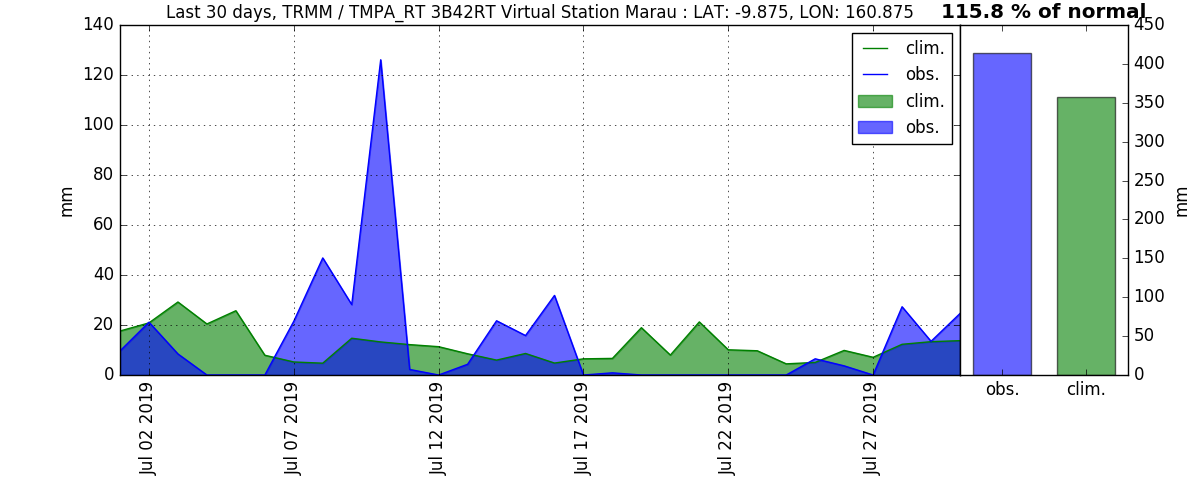 Last 30 days, TRMM / TMPA_RT 3B42RT Virtual Station Marau : LAT: -9.875, LON: 160.875
115.8 % of normal
clim.
obs.
clim.
obs.
mm
140
120
100
80
60
40
20
0
Jul 02 2019
Jul 07 2019
Jul 12 2019
Jul 17 2019
Jul 22 2019
Jul 27 2019
450
400
350
300
250
200
150
100
50
0
mm
obs.
clim.